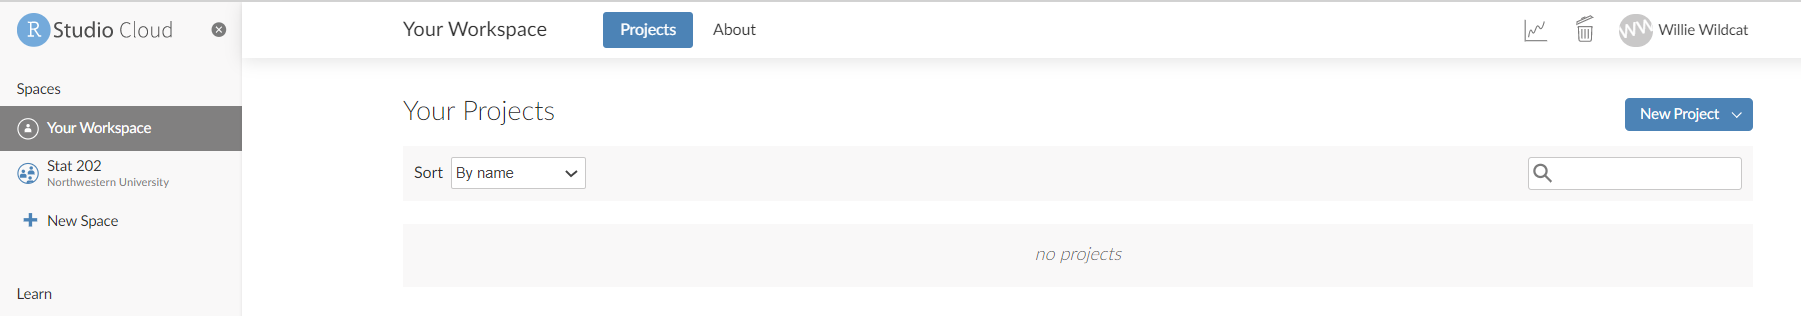 R Studio Cloud
Spaces
Your Workspace
Stat 202
Northwestern University
New Space
Learn
Your Workspace Projects About
WW Willie Wildcat
Your Projects
New Project
Sort By name
no projects